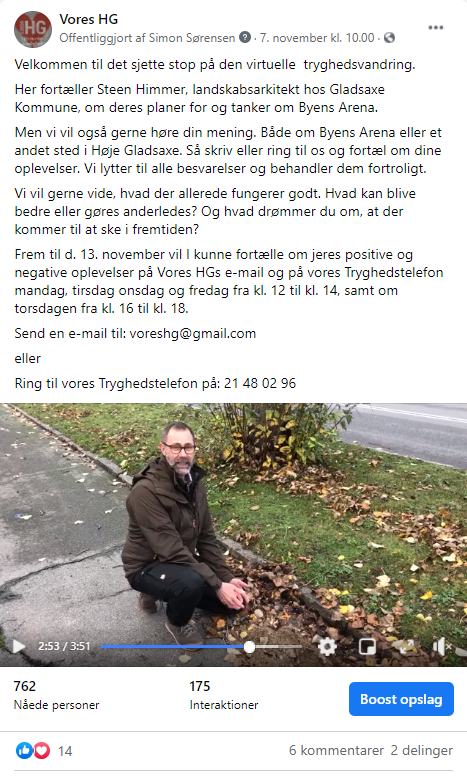 Vores HG
Offentliggjort af Simon Sørensen ? · 7. november kl. 10.00 ·
Velkommen til det sjette stop på den virtuelle tryghedsvandring.
Her fortæller Steen Himmer, landskabsarkitekt hos Gladsaxe
Kommune, om deres planer for og tanker om Byens Arena.
Men vi vil også gerne høre din mening. Både om Byens Arena eller et
andet sted i Høje Gladsaxe. Så skriv eller ring til os og fortæl om dine
oplevelser. Vi lytter til alle besvarelser og behandler dem fortroligt.
Vi vil gerne vide, hvad der allerede fungerer godt. Hvad kan blive
bedre eller gøres anderledes? Og hvad drømmer du om, at der
kommer til at ske i fremtiden?
Frem til d. 13. november vil I kunne fortælle om jeres positive og
negative oplevelser på Vores HGs e-mail og på vores Tryghedstelefon
mandag, tirsdag onsdag og fredag fra kl. 12 til kl. 14, samt om
torsdagen fra kl. 16 til kl. 18.
Send en e-mail til: voreshg@gmail.com
eller
Ring til vores Tryghedstelefon på: 21 48 02 96
2:53 / 3:51
762
Nåede personer
175
Interaktioner
Boost opslag
14
6 kommentarer 2 delinger